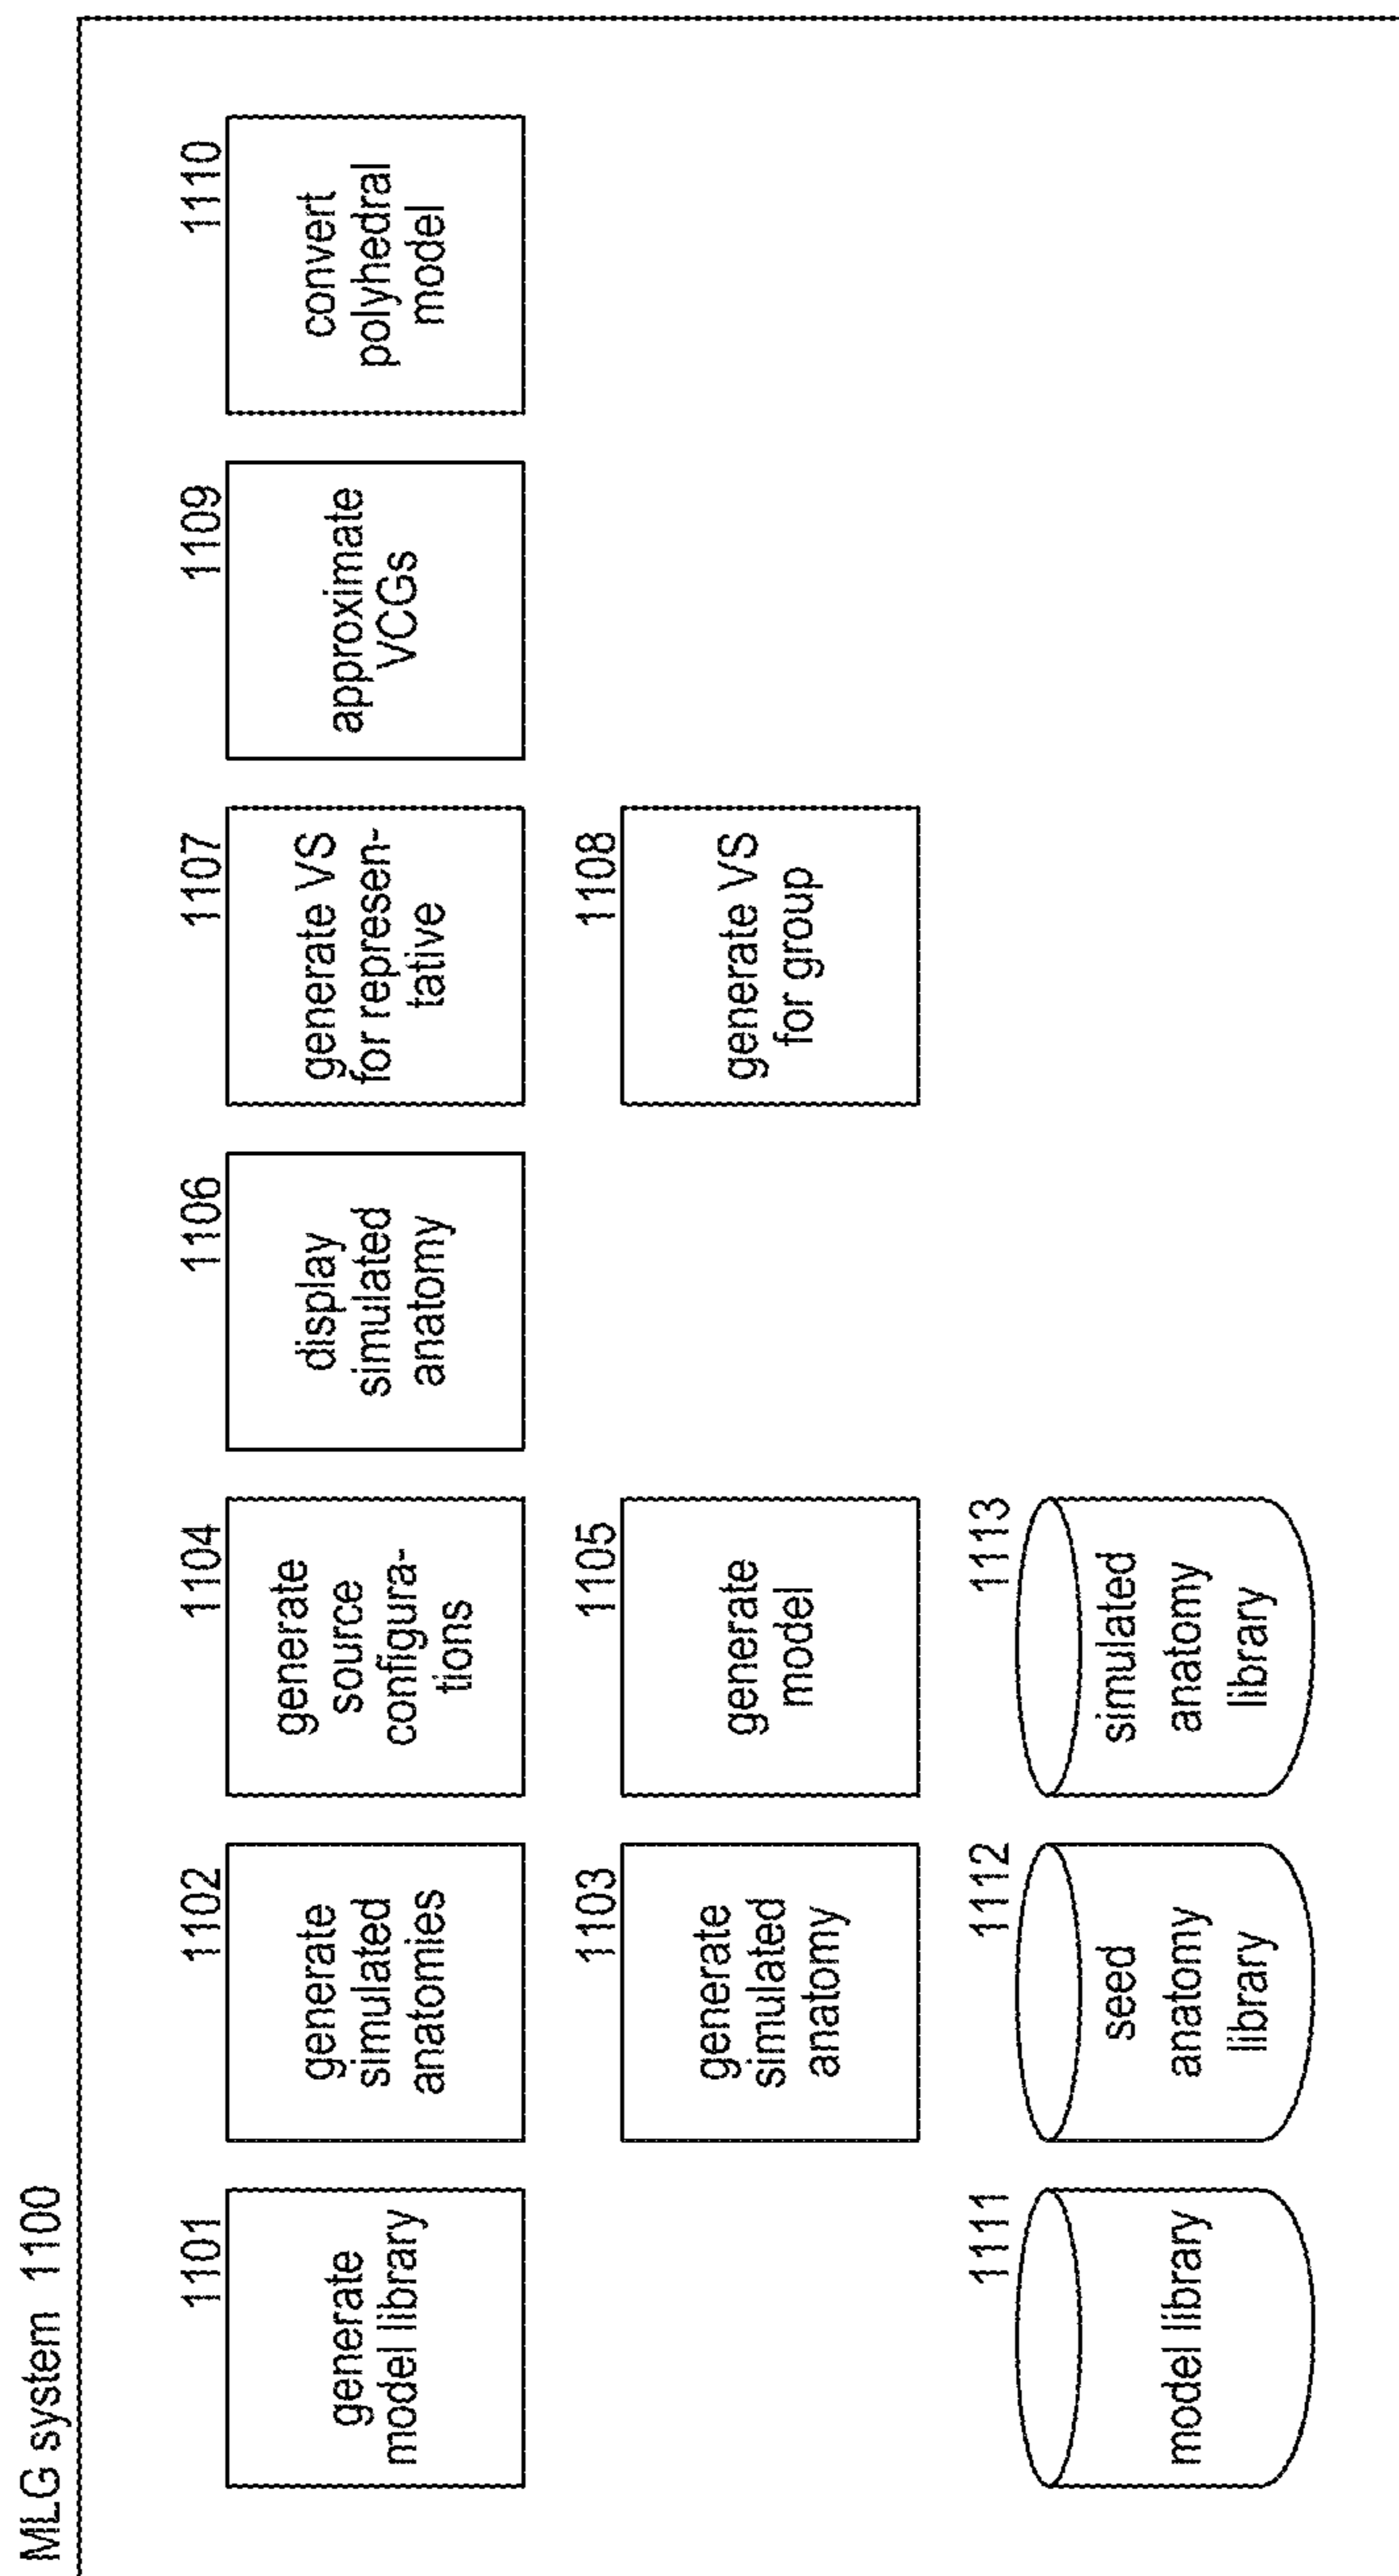 MLG system 1100
1101
generate
model library
1102
generate
simulated
anatomies
1104
generate
source
configura-
tions
1106
display
simulated
anatomy
1107
generate VS
for represen-
tative
1109
approximate
VCGs
1110
convert
polyhedral
model
1103
generate
simulated
anatomy
1105
generate
model
1108
generate VS
for group
1111
model library
1112
seed
anatomy
library
1113
simulated
anatomy
library